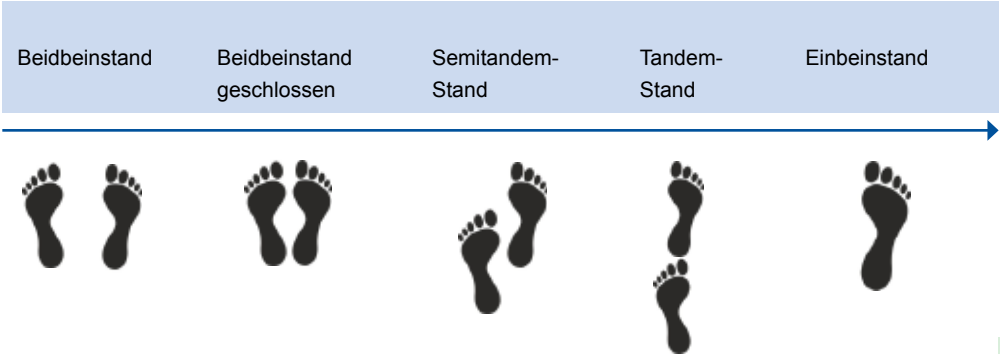 Beidbeinstand
Beidbeinstand
geschlossen
Semitandem-
Stand
Tandem-
Stand
Einbeinstand